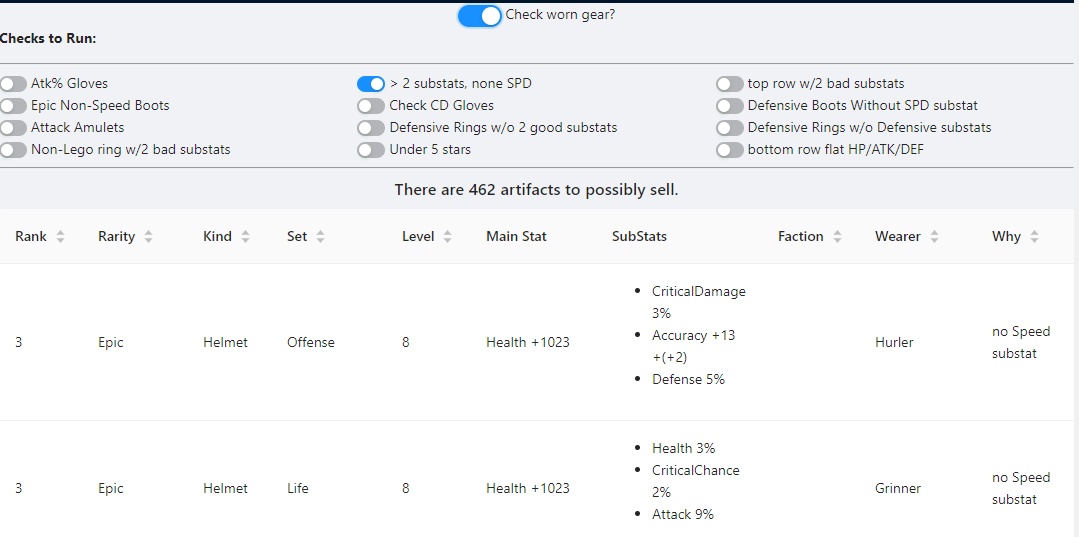 Check worn gear?
Checks to Run:
Atk% Gloves
> 2 substats, none SPD
top row w/2 bad substats
Epic Non-Speed Boots
Check CD Gloves
Defensive Boots Without SPD substat
Attack Amulets
Defensive Rings w/o 2 good substats
Defensive Rings w/o Defensive substats
Non-Lego ring w/2 bad substats
Under 5 stars
bottom row flat HP/ATK/DEF
There are 462 artifacts to possibly sell.
Rank Rarity Kind Set Level Main Stat SubStats Faction Wearer Why
3 Epic Helmet Offense 8 Health +1023
CriticalDamage
3%
Accuracy +13
+(+2)
Defense 5%
Hurler
no Speed
substat
3 Epic Helmet Life 8 Health +1023
Health 3%
CriticalChance
2%
Attack 9%
Grinner
no Speed
substat